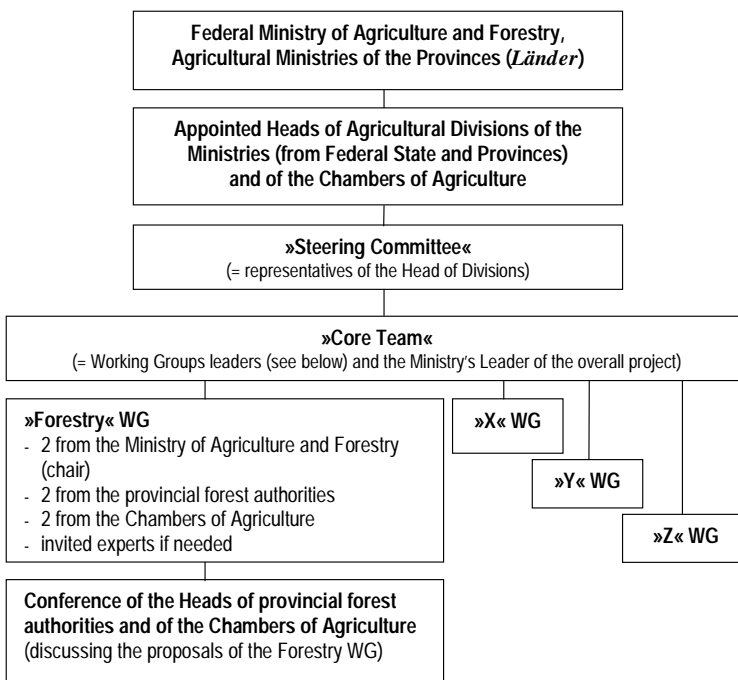 Federal Ministry of Agriculture and Forestry,
Agricultural Ministries of the Provinces (Länder)
Appointed Heads of Agricultural Divisions of the
Ministries (from Federal State and Provinces)
and of the Chambers of Agriculture
»Steering Committee«
(= representatives of the Head of Divisions)
»Core Team«
(= Working Groups leaders (see below) and the Ministry's Leader of the overall project)
»Forestry« WG
- 2 from the Ministry of Agriculture and Forestry
(chair)
- 2 from the provincial forest authorities
- 2 from the Chambers of Agriculture
- invited experts if needed
»X« WG
»Y« WG
»Z« WG
Conference of the Heads of provincial forest
authorities and of the Chambers of Agriculture
(discussing the proposals of the Forestry WG)